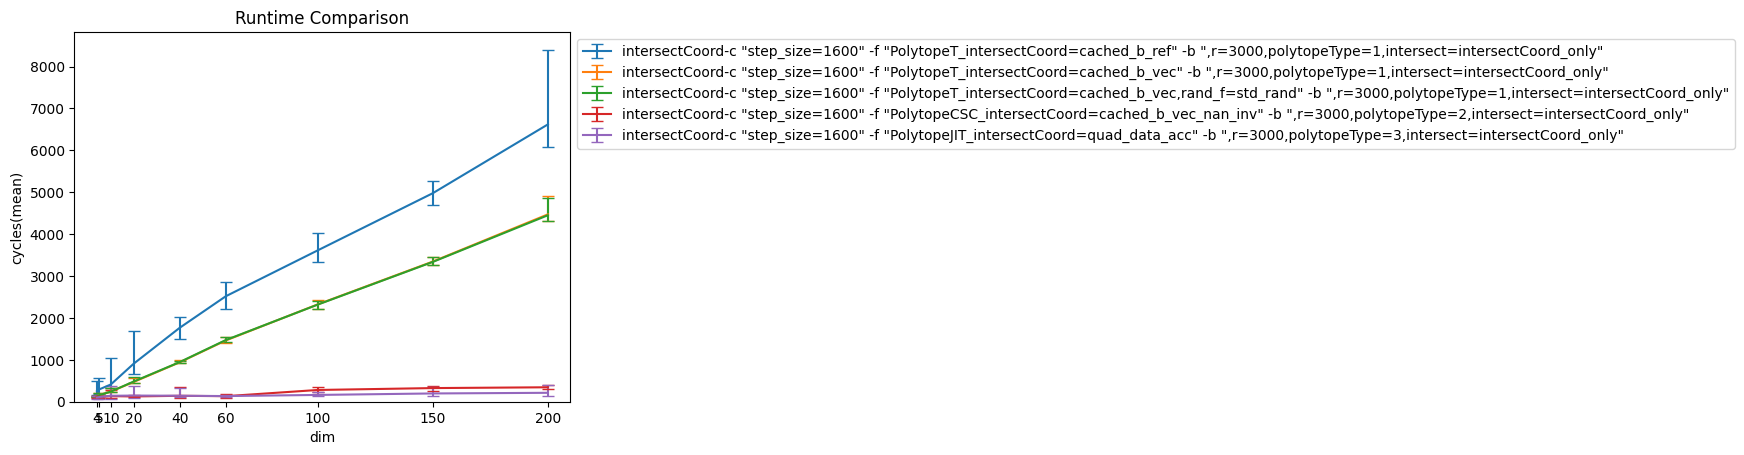 Runtime Comparison
intersectCoord-c "step_size=1600" -f "PolytopeT_intersectCoord=cached_b_ref" -b ",r=3000,polytopeType=1,intersect=intersectCoord_only"
intersectCoord-c "step_size=1600" -f "PolytopeT_intersectCoord=cached_b_vec" -b ",r=3000,polytopeType=1,intersect=intersectCoord_only"
intersectCoord-c "step_size=1600" -f "PolytopeT_intersectCoord=cached_b_vec,rand_f=std_rand" -b ",r=3000,polytopeType=1,intersect=intersectCoord_only"
intersectCoord-c "step_size=1600" -f "PolytopeCSC_intersectCoord=cached_b_vec_nan_inv" -b ",r=3000,polytopeType=2,intersect=intersectCoord_only"
intersectCoord-c "step_size=1600" -f "PolytopeJIT_intersectCoord=quad_data_acc" -b ",r=3000,polytopeType=3,intersect=intersectCoord_only"
cycles(mean)
8000
7000
6000
5000
4000
3000
2000
1000
0
4 5 10 20 40 60 100 150 200
dim